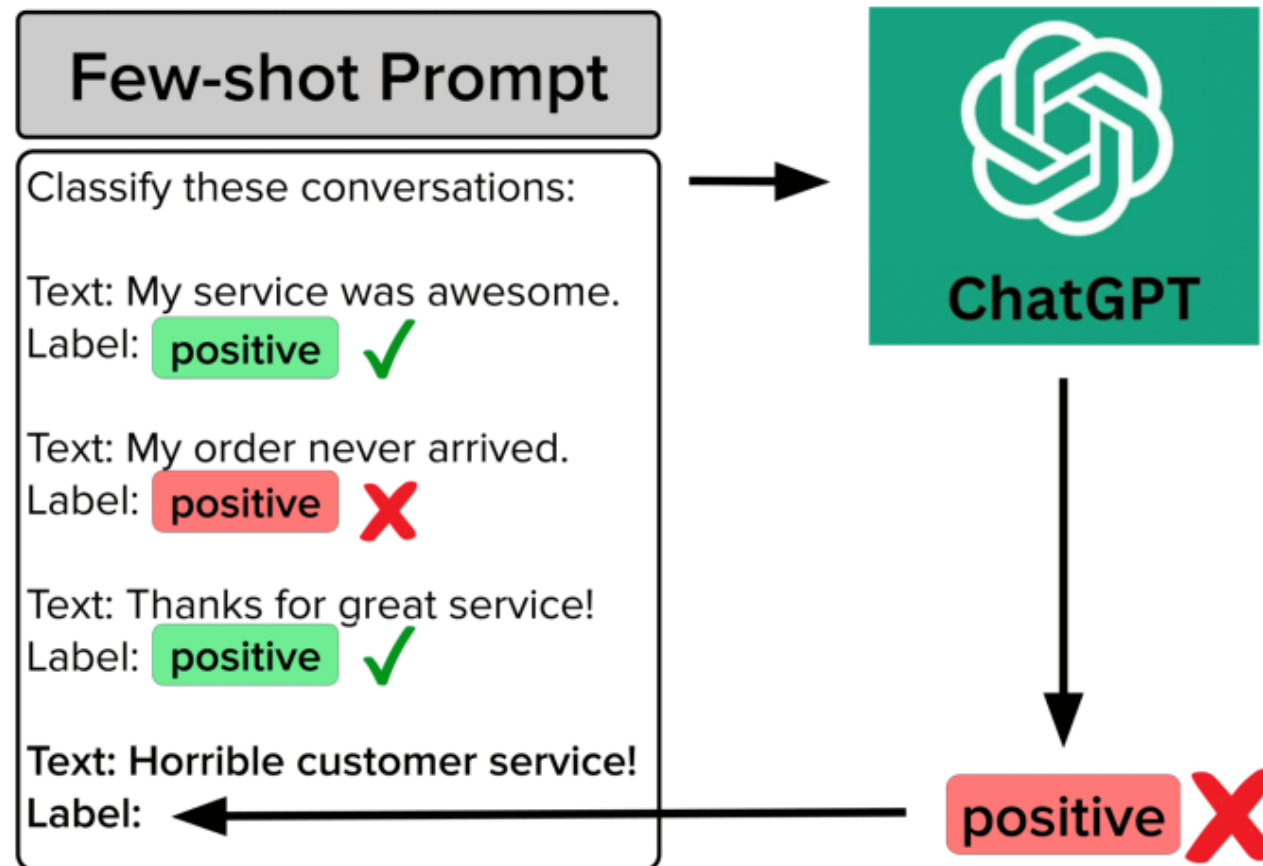 Few-shot Prompt
Classify these conversations:
Text: My service was awesome.
Label: positive
Text: My order never arrived.
Label: positive
Text: Thanks for great service!
Label: positive
Text: Horrible customer service!
Label:
ChatGPT
positive